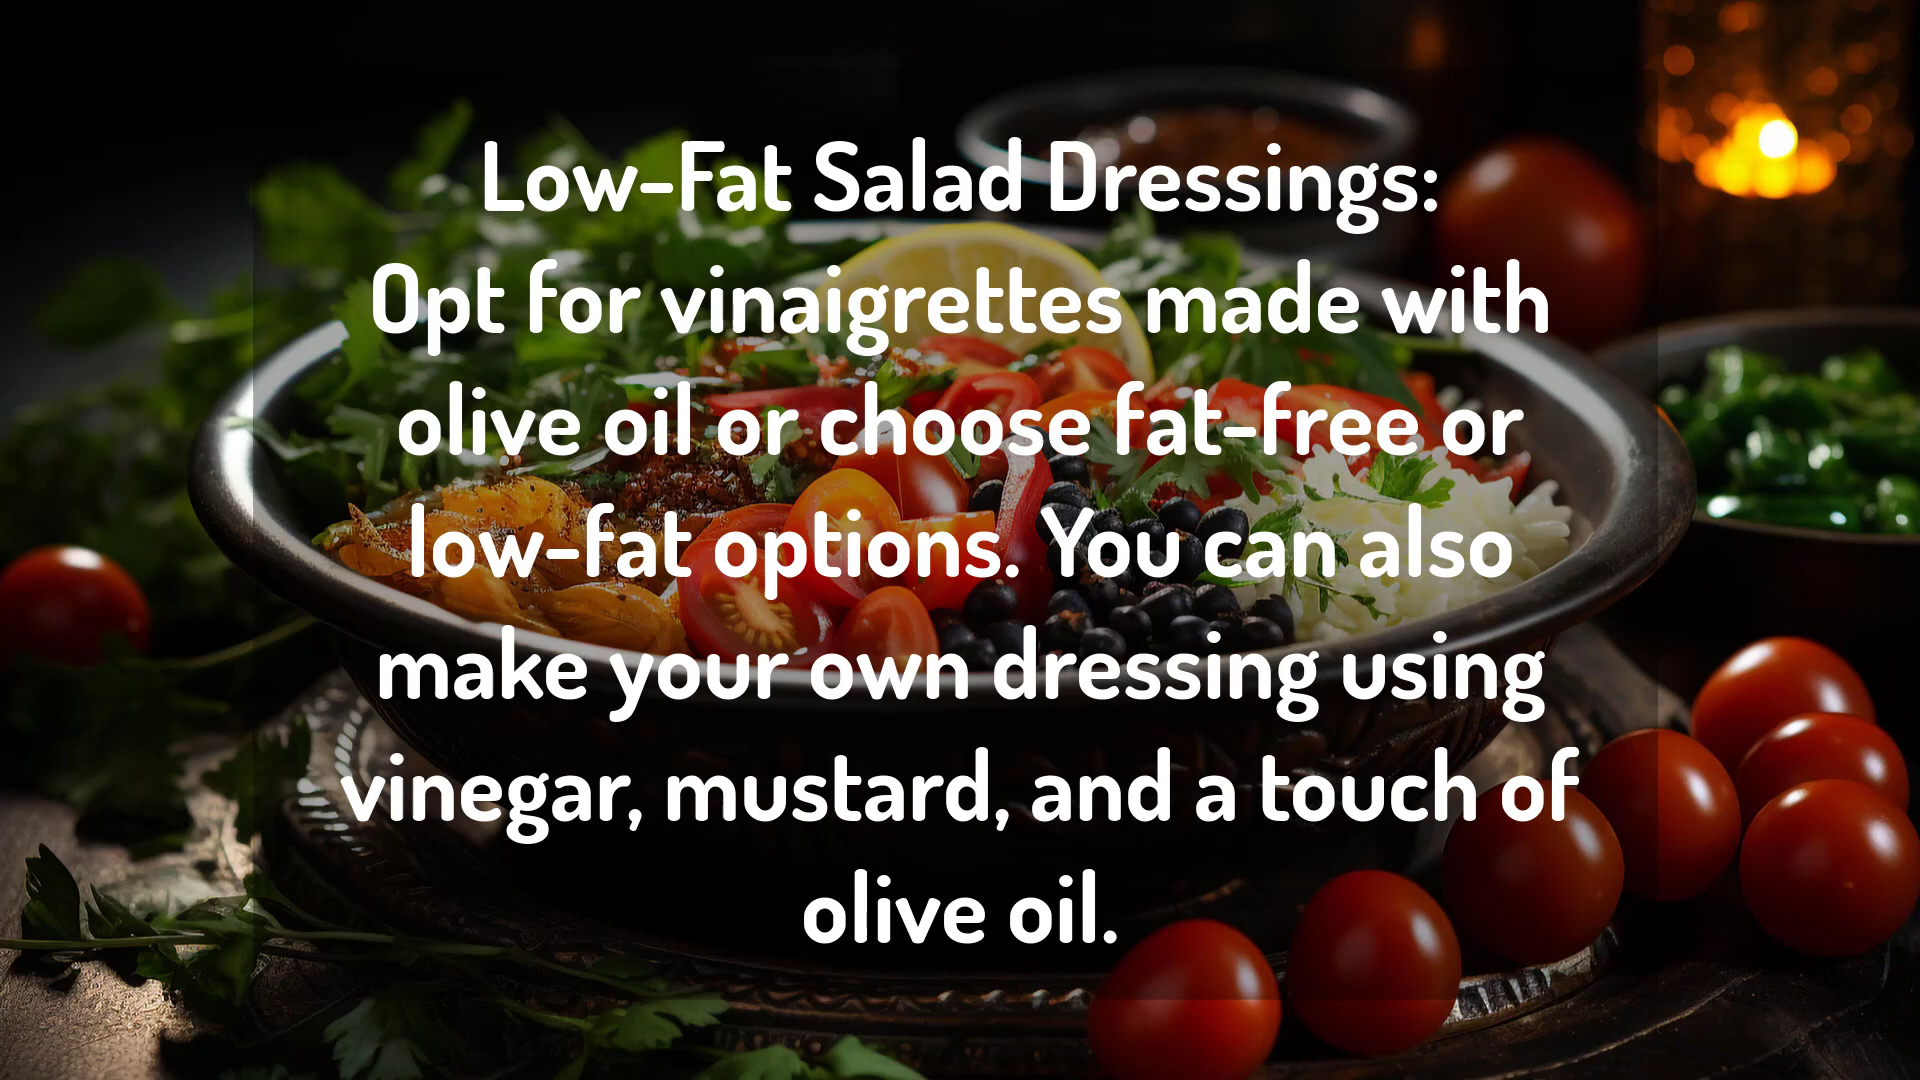 Low-Fat Salad Dressings:
Opt for vinaigrettes made with
olive oil or choose fat-free or
low-fat options. You can also
make your own dressing using
vinegar, mustard, and a touch of
olive oil.